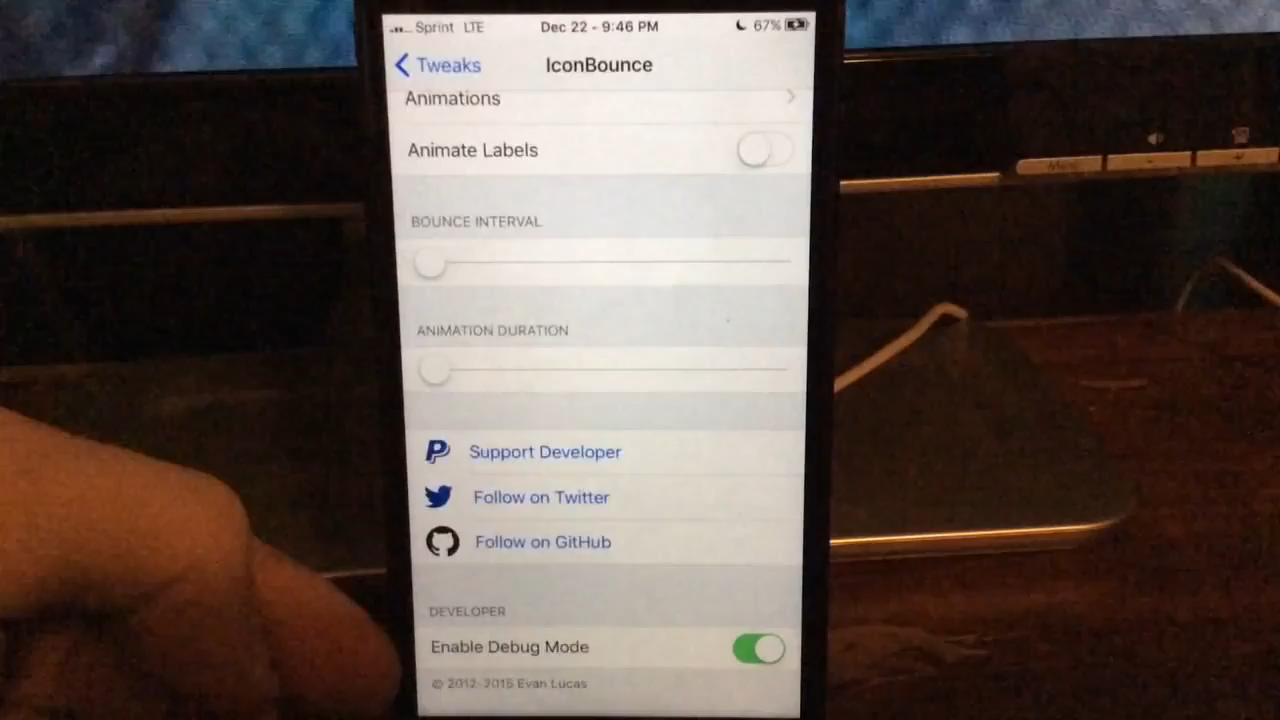 Sprint LTE Dec 22 - 9:46 PM 67%
Tweaks IconBounce
Animations
Animate Labels
BOUNCE INTERVAL
ANIMATION DURATION
Support Developer
Follow on Twitter
Follow on GitHub
DEVELOPER
Enable Debug Mode
© 2012-2015 Evan Lucas